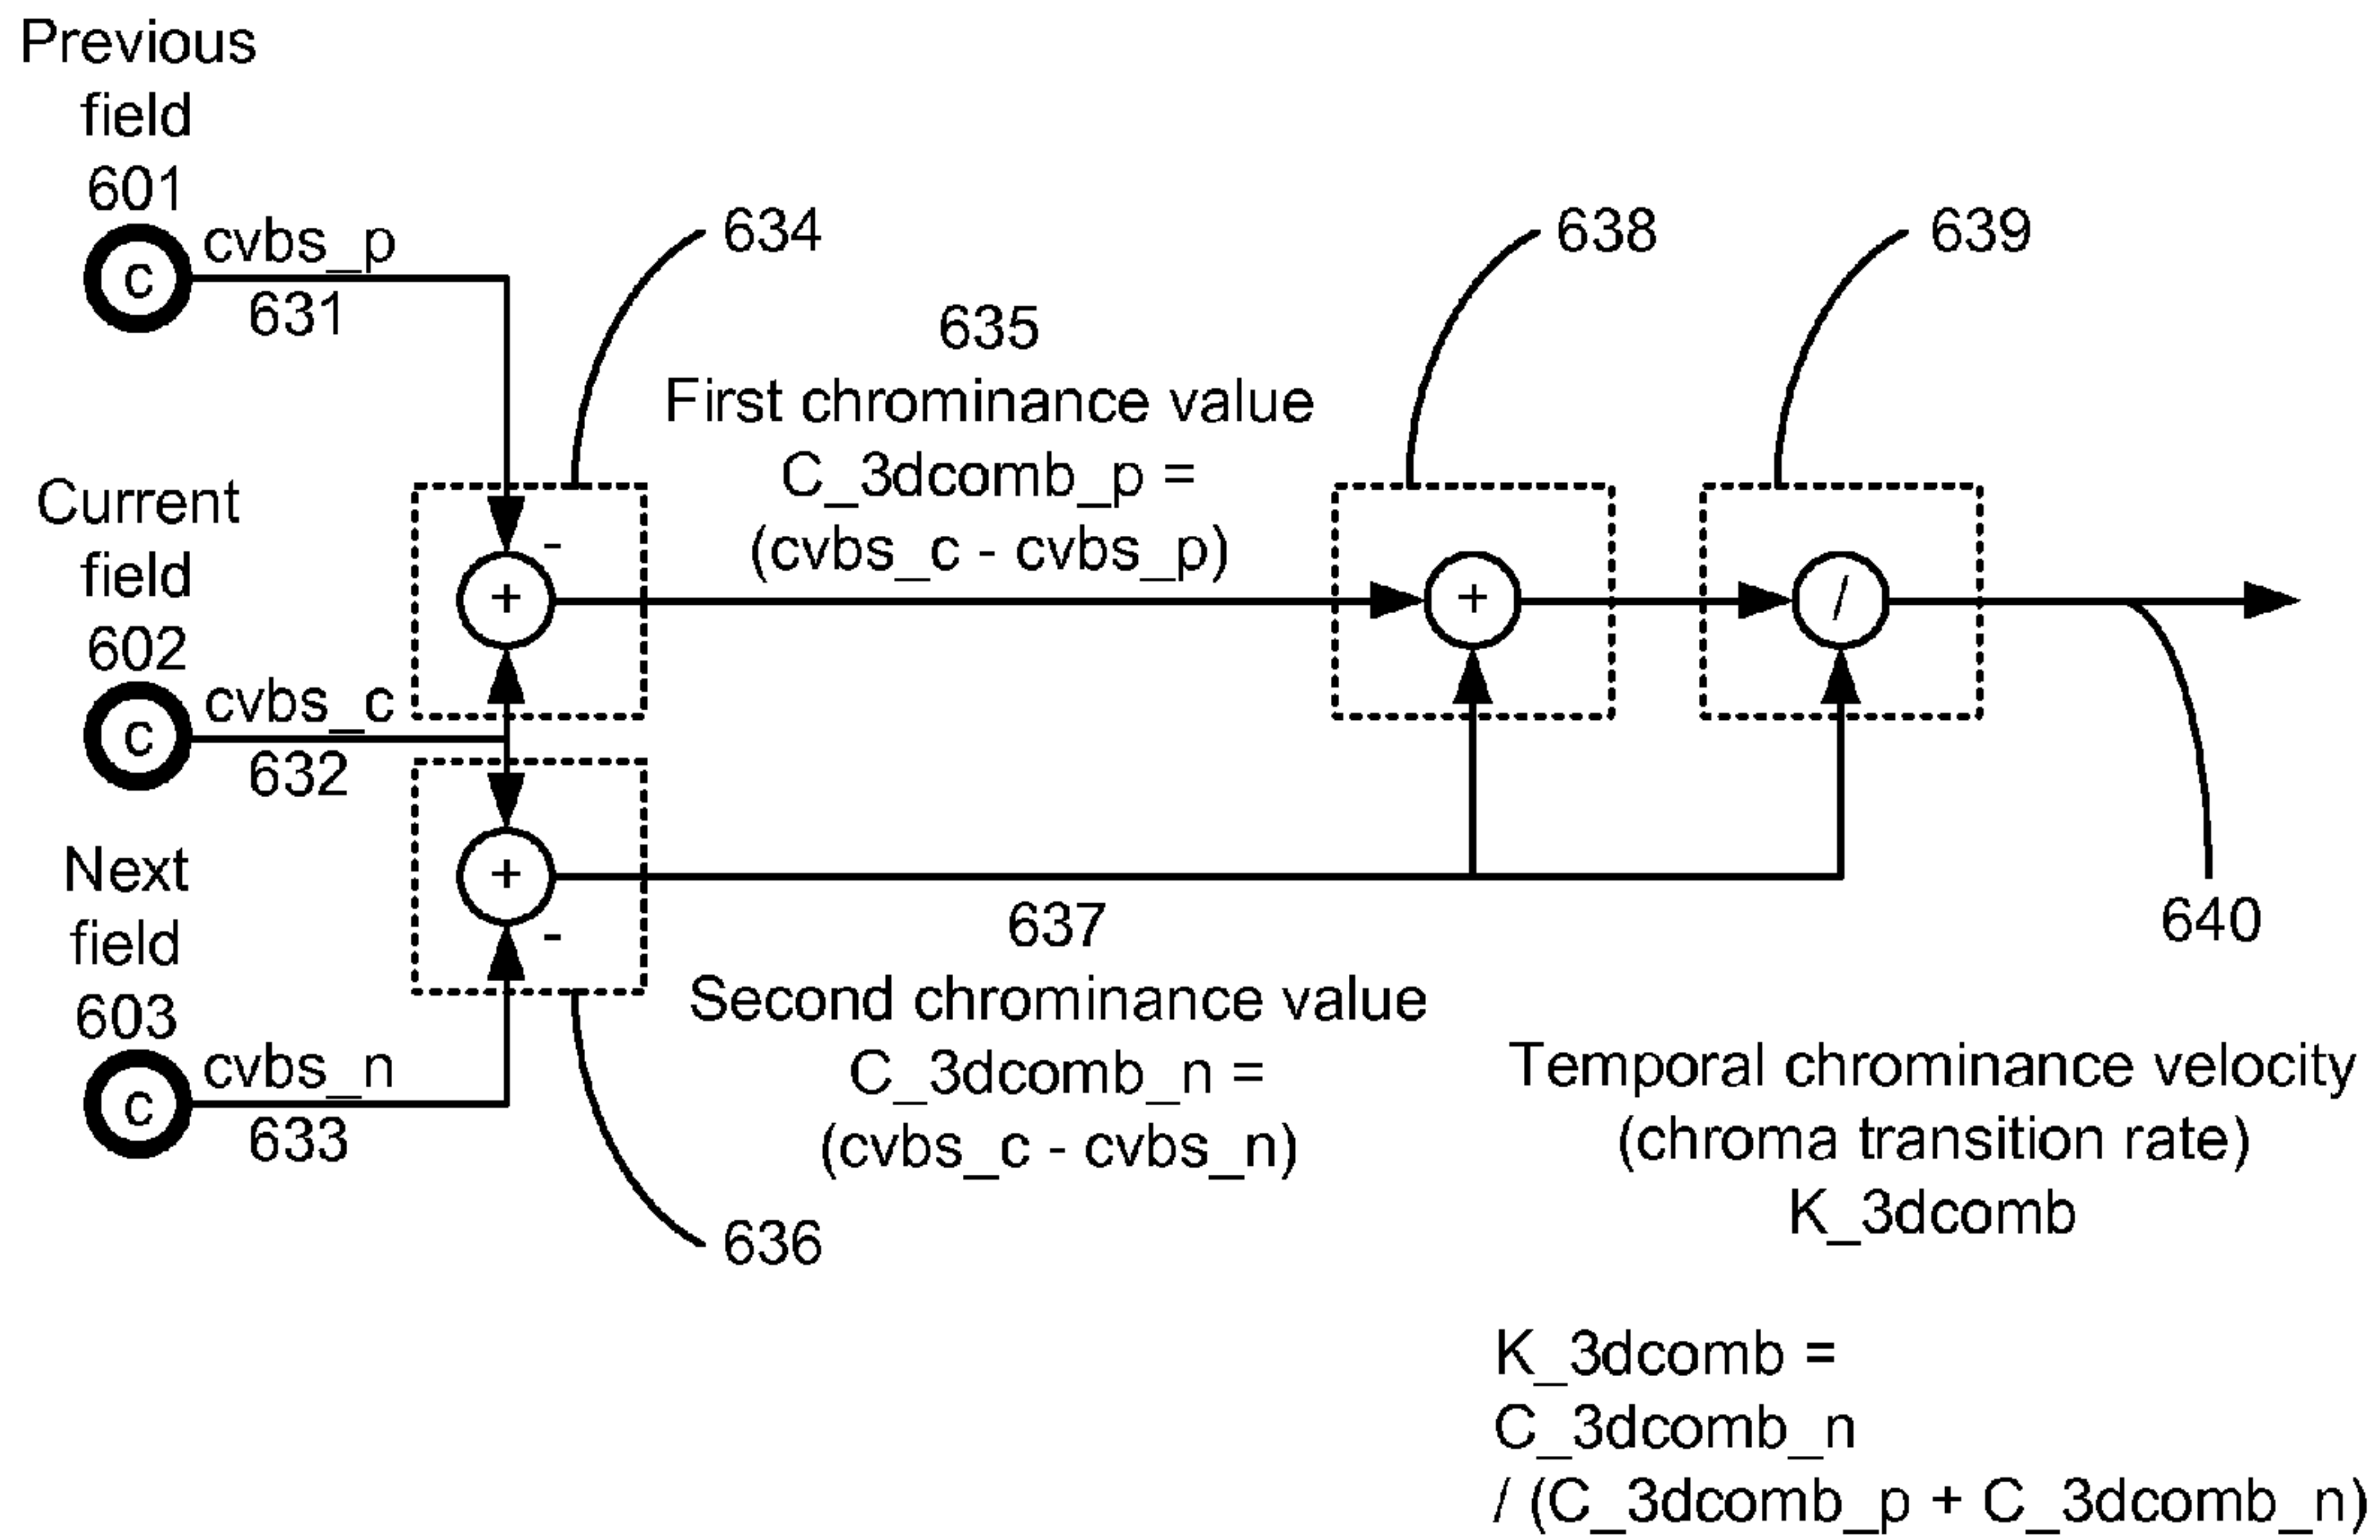 Previous
field
601
c
cvbs_p
631
634
638
639
635
First chrominance value
C_3dcomb_p =
(cvbs_c - cvbs_p)
-
+
+
/
Current
field
602
c
cvbs_c
632
+
-
637
Second chrominance value
C_3dcomb_n =
(cvbs_c - cvbs_n)
636
Next
field
603
c
cvbs_n
633
640
Temporal chrominance velocity
(chroma transition rate)
K_3dcomb
K_3dcomb =
C_3dcomb_n
/ (C_3dcomb_p + C_3dcomb_n)